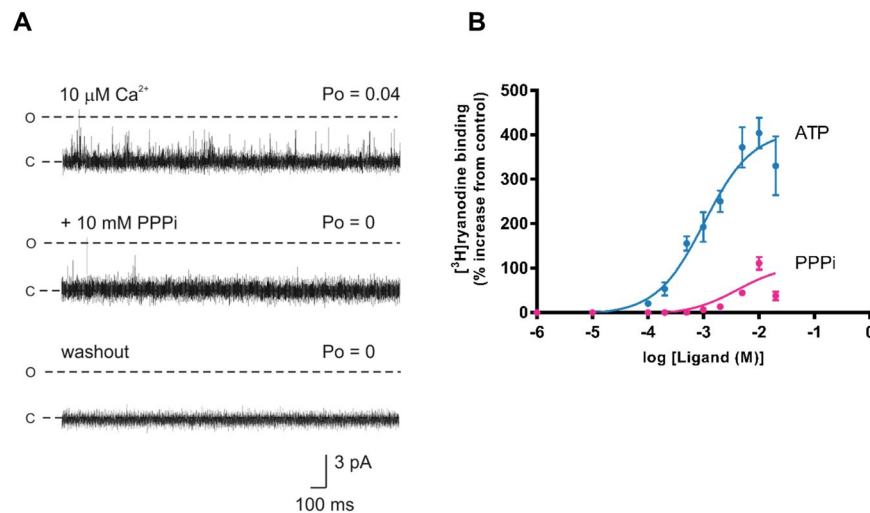 A
10 µM Ca²⁺ Po = 0.04
O
C
+ 10 mM PPPi Po = 0
O
C
washout Po = 0
O
C
3 pA
100 ms
B
[³H]ryanodine binding
(% increase from control)
500
400
300
200
100
0
ATP
PPPi
-6 -5 -4 -3 -2 -1 0
log [Ligand (M)]